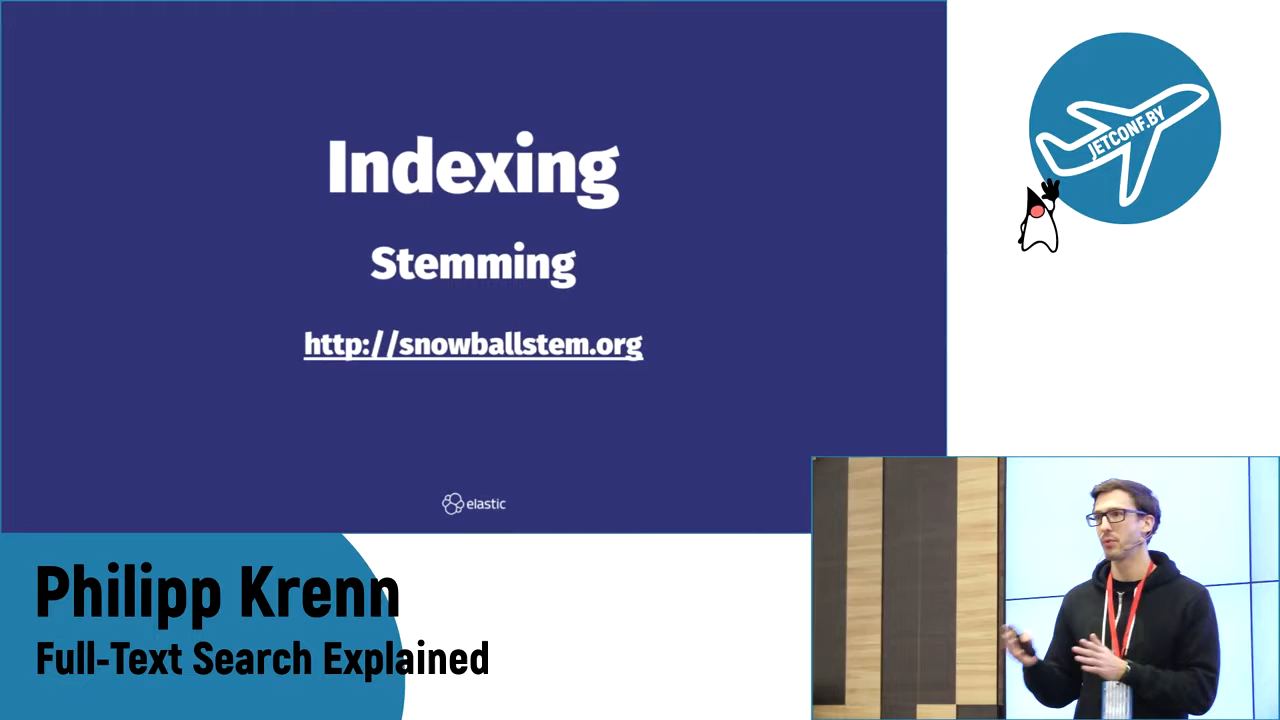 Indexing
Stemming
http://snowballstem.org
elastic
JETCONF.BY
Philipp Krenn
Full-Text Search Explained